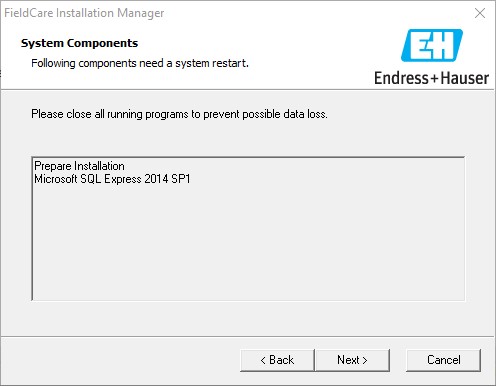 FieldCare Installation Manager
System Components
Following components need a system restart.
EH
Endress+Hauser
Please close all running programs to prevent possible data loss.
Prepare Installation
Microsoft SQL Express 2014 SP1
< Back
Next >
Cancel